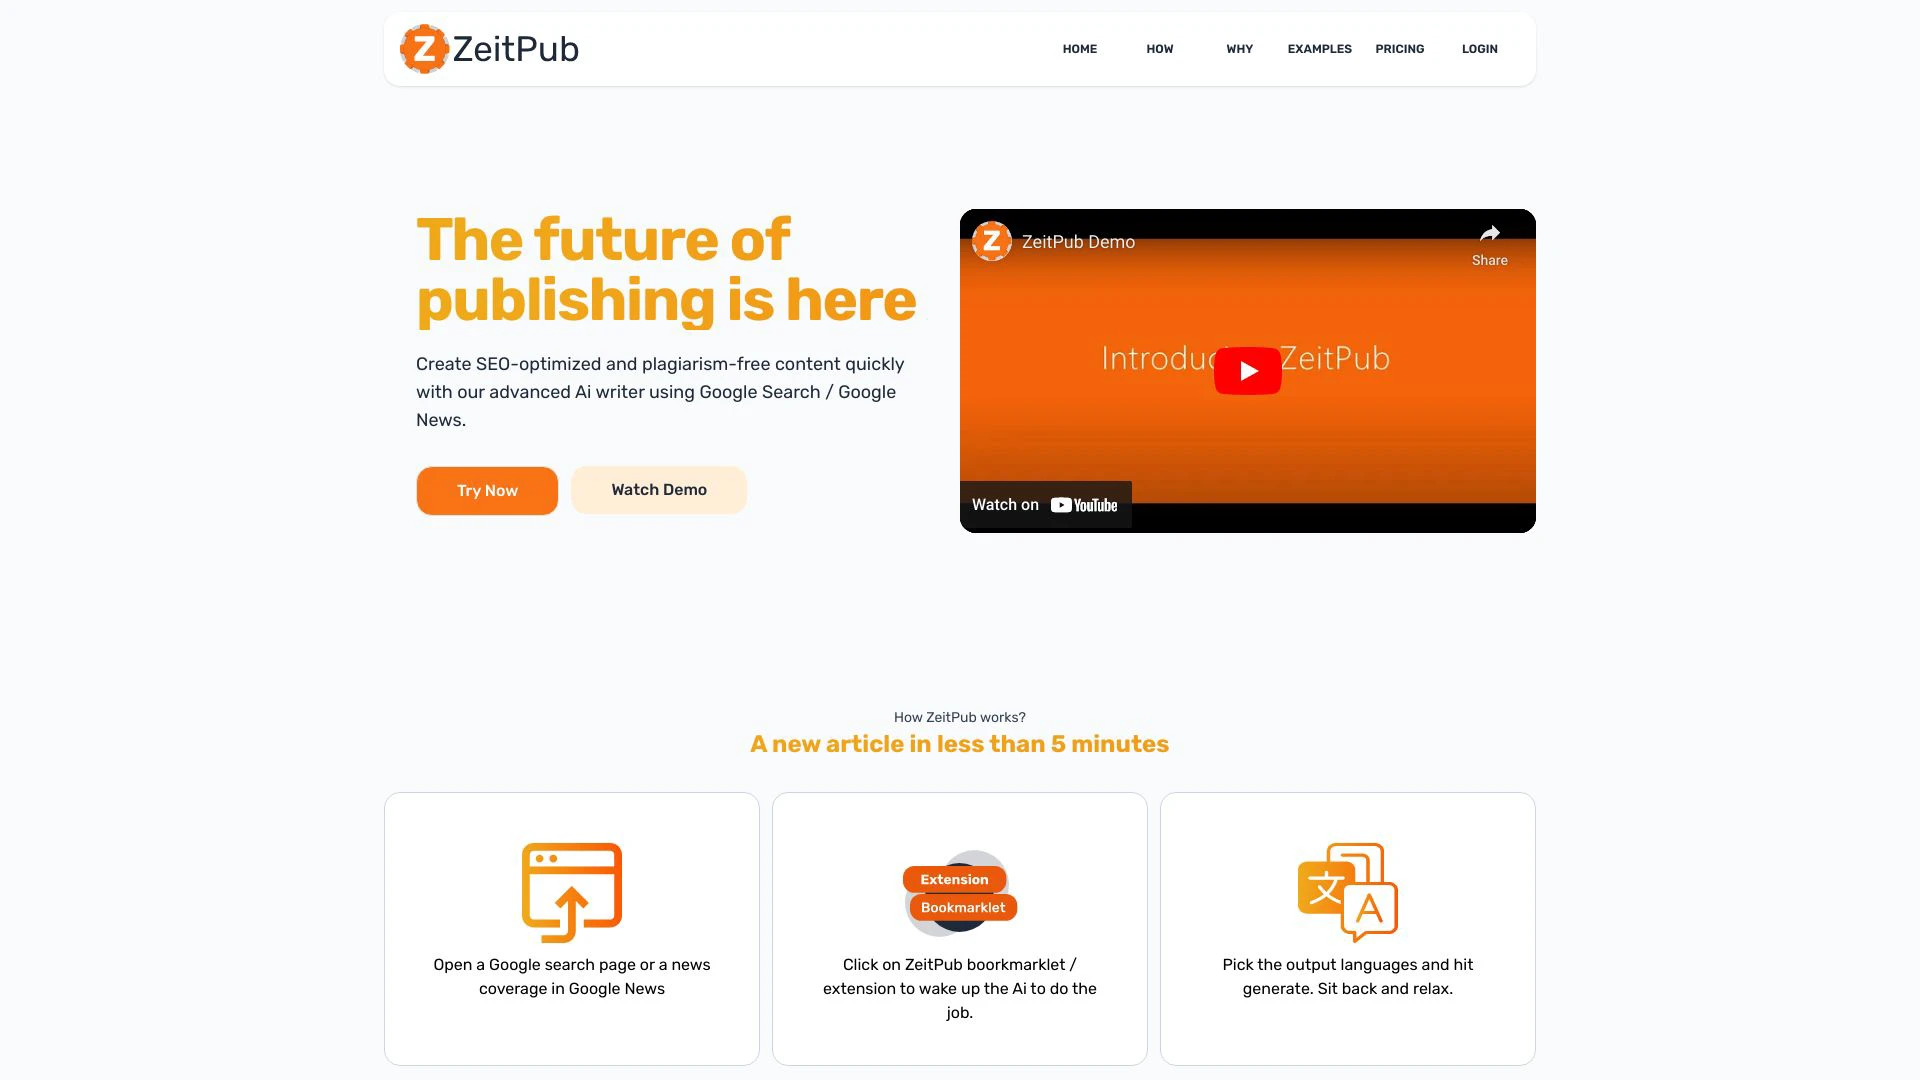 ZeitPub
HOME
HOW
WHY
EXAMPLES
PRICING
LOGIN
The future of
publishing is here
Create SEO-optimized and plagiarism-free content quickly
with our advanced Ai writer using Google Search / Google
News.
Try Now
Watch Demo
Z
ZeitPub Demo
Share
ZeitPub
Watch on YouTube
How ZeitPub works?
A new article in less than 5 minutes
Open a Google search page or a news
coverage in Google News
Extension
Bookmarklet
Click on ZeitPub boorkmarklet /
extension to wake up the Ai to do the
job.
文
A
Pick the output languages and hit
generate. Sit back and relax.